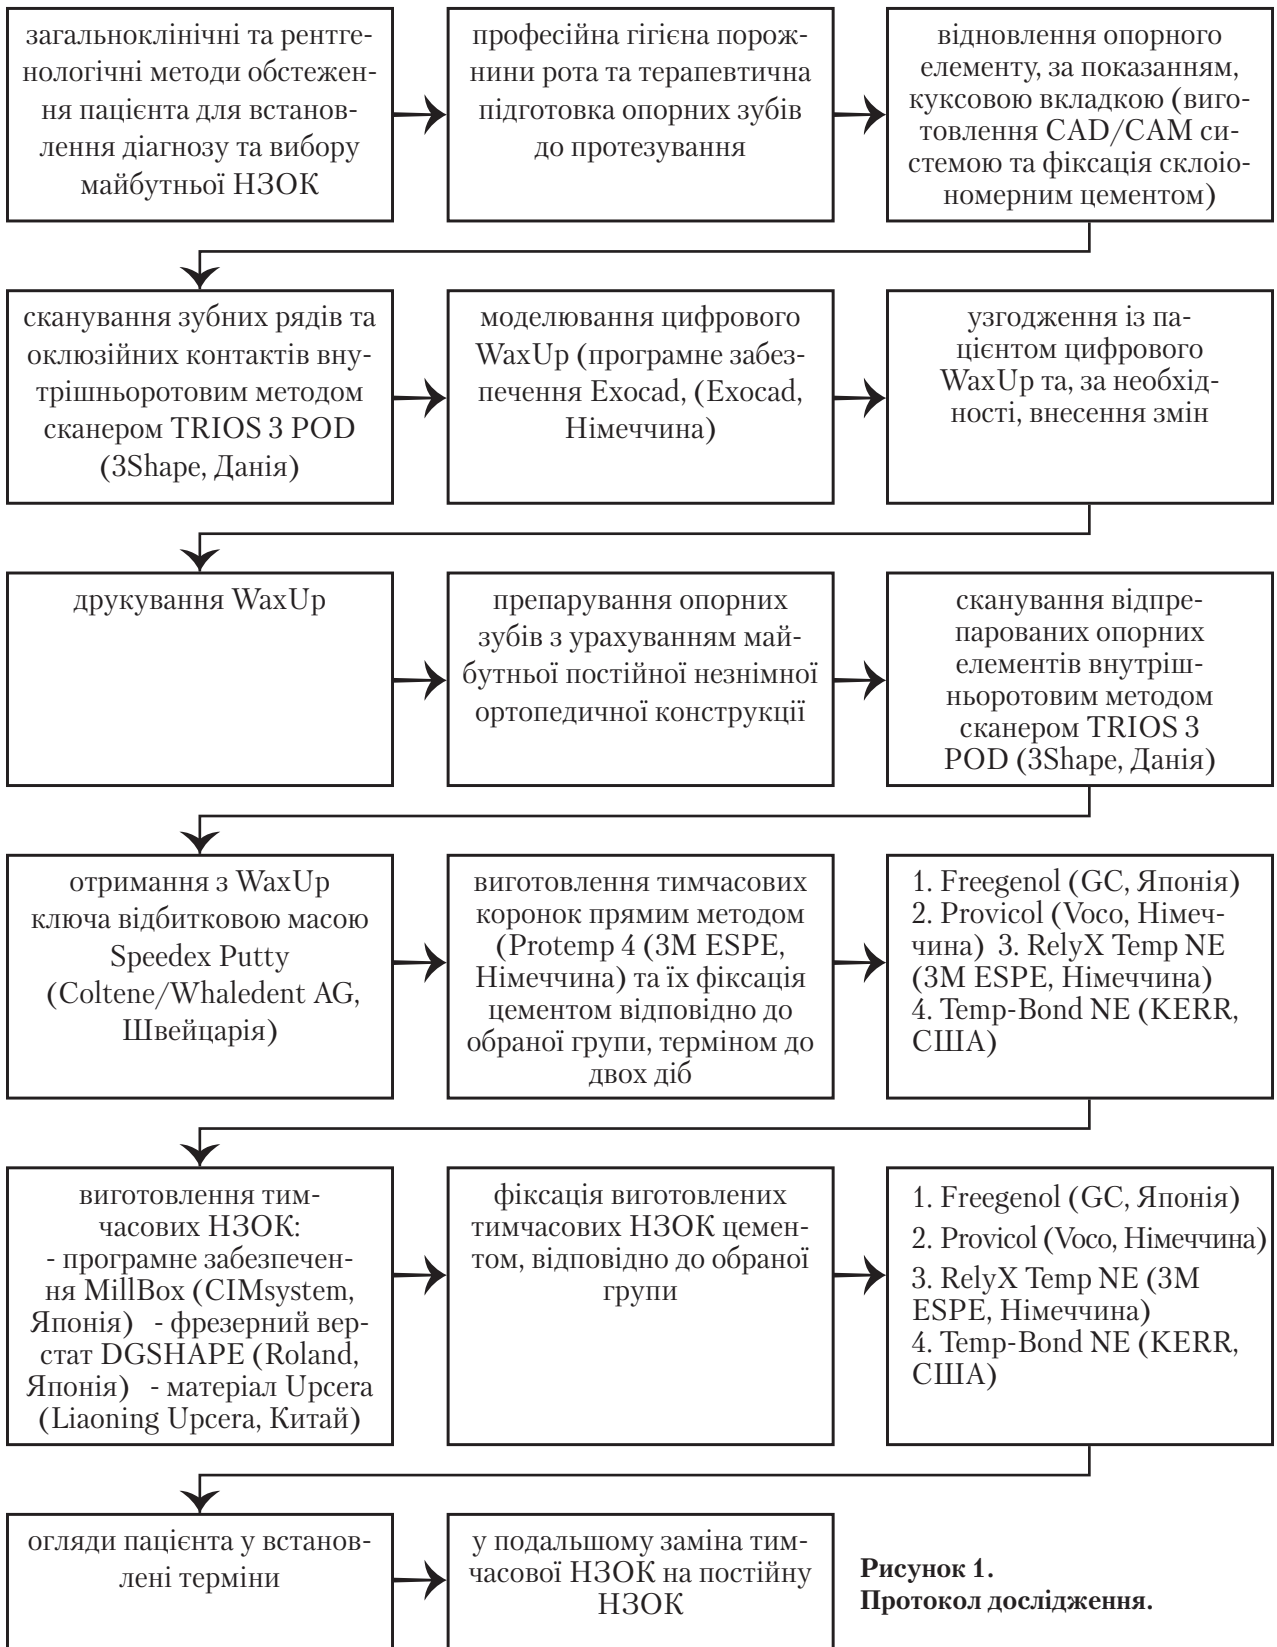 загальноклінічні та рентге-
нологічні методи обстежен-
ня пацієнта для встанов-
лення діагнозу та вибору
майбутньої НЗОК
професійна гігієна порож-
нини рота та терапевтична
підготовка опорних зубів
до протезування
відновлення опорного
елементу, за показанням,
куксовою вкладкою (виго-
товлення CAD/CAM си-
стемою та фіксація склоіо-
номерним цементом)
сканування зубних рядів та
оклюзійних контактів вну-
трішньоротовим методом
сканером TRIOS 3 POD
(3Shape, Данія)
моделювання цифрового
WaxUp (програмне забез-
печення Exocad, (Exocad,
Німеччина)
узгодження із па-
цієнтом цифрового
WaxUp та, за необхід-
ності, внесення змін
друкування WaxUp
препарування опорних
зубів з урахуванням май-
бутньої постійної незнімної
ортопедичної конструкції
сканування відпре-
парованих опорних
елементів внутріш-
ньоротовим методом
сканером TRIOS 3
POD (3Shape, Данія)
отримання з WaxUp
ключа відбитковою масою
Speedex Putty
(Coltene/Whaledent AG,
Швейцарія)
виготовлення тимчасових
коронок прямим методом
(Protemp 4 (3M ESPE,
Німеччина) та їх фіксація
цементом відповідно до
обраної групи, терміном до
двох діб
1. Freegenol (GC, Японія)
2. Provicol (Voco, Німеч-
чина) 3. RelyX Temp NE
(3M ESPE, Німеччина)
4. Temp-Bond NE (KERR,
США)
виготовлення тим-
часових НЗОК:
- програмне забезпечен-
ня MillBox (CIMsystem,
Японія) - фрезерний вер-
стат DGSHAPE (Roland,
Японія) - матеріал Upcera
(Liaoning Upcera, Китай)
фіксація виготовлених
тимчасових НЗОК цемен-
том, відповідно до обраної
групи
1. Freegenol (GC, Японія)
2. Provicol (Voco, Німеччина)
3. RelyX Temp NE (3M
ESPE, Німеччина)
4. Temp-Bond NE (KERR,
США)
огляди пацієнта у встанов-
лені терміни
у подальшому заміна тим-
часової НЗОК на постійну
НЗОК
Рисунок 1.
Протокол дослідження.